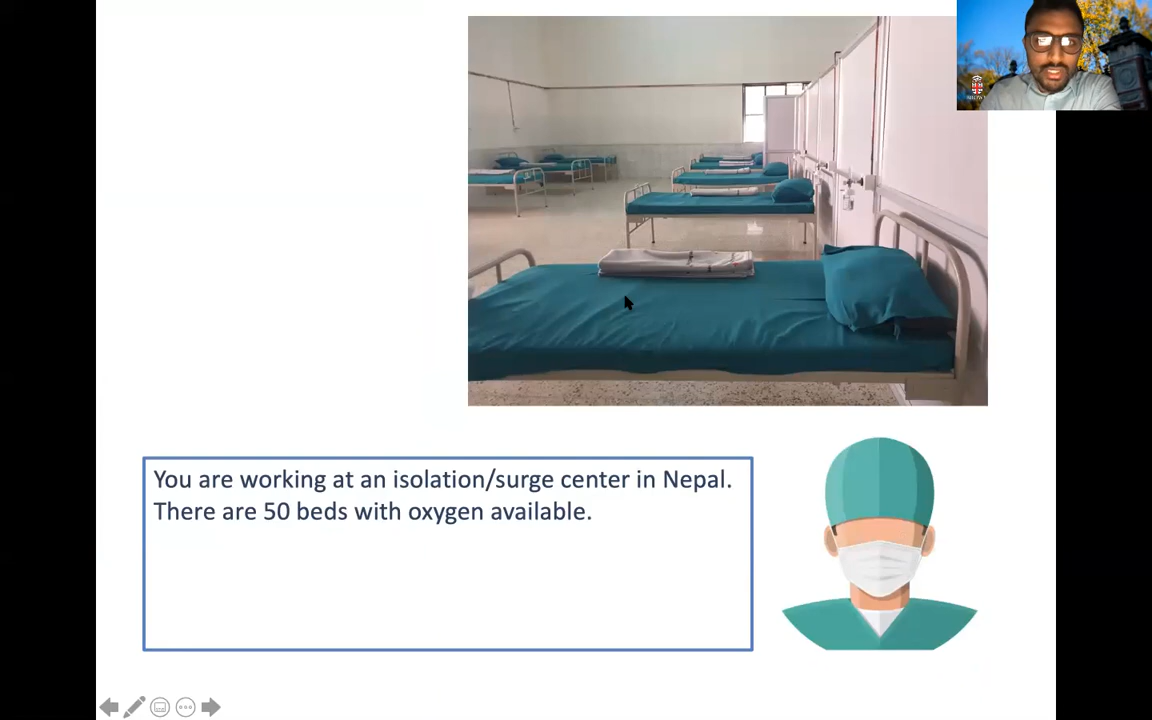 You are working at an isolation/surge center in Nepal.
There are 50 beds with oxygen available.